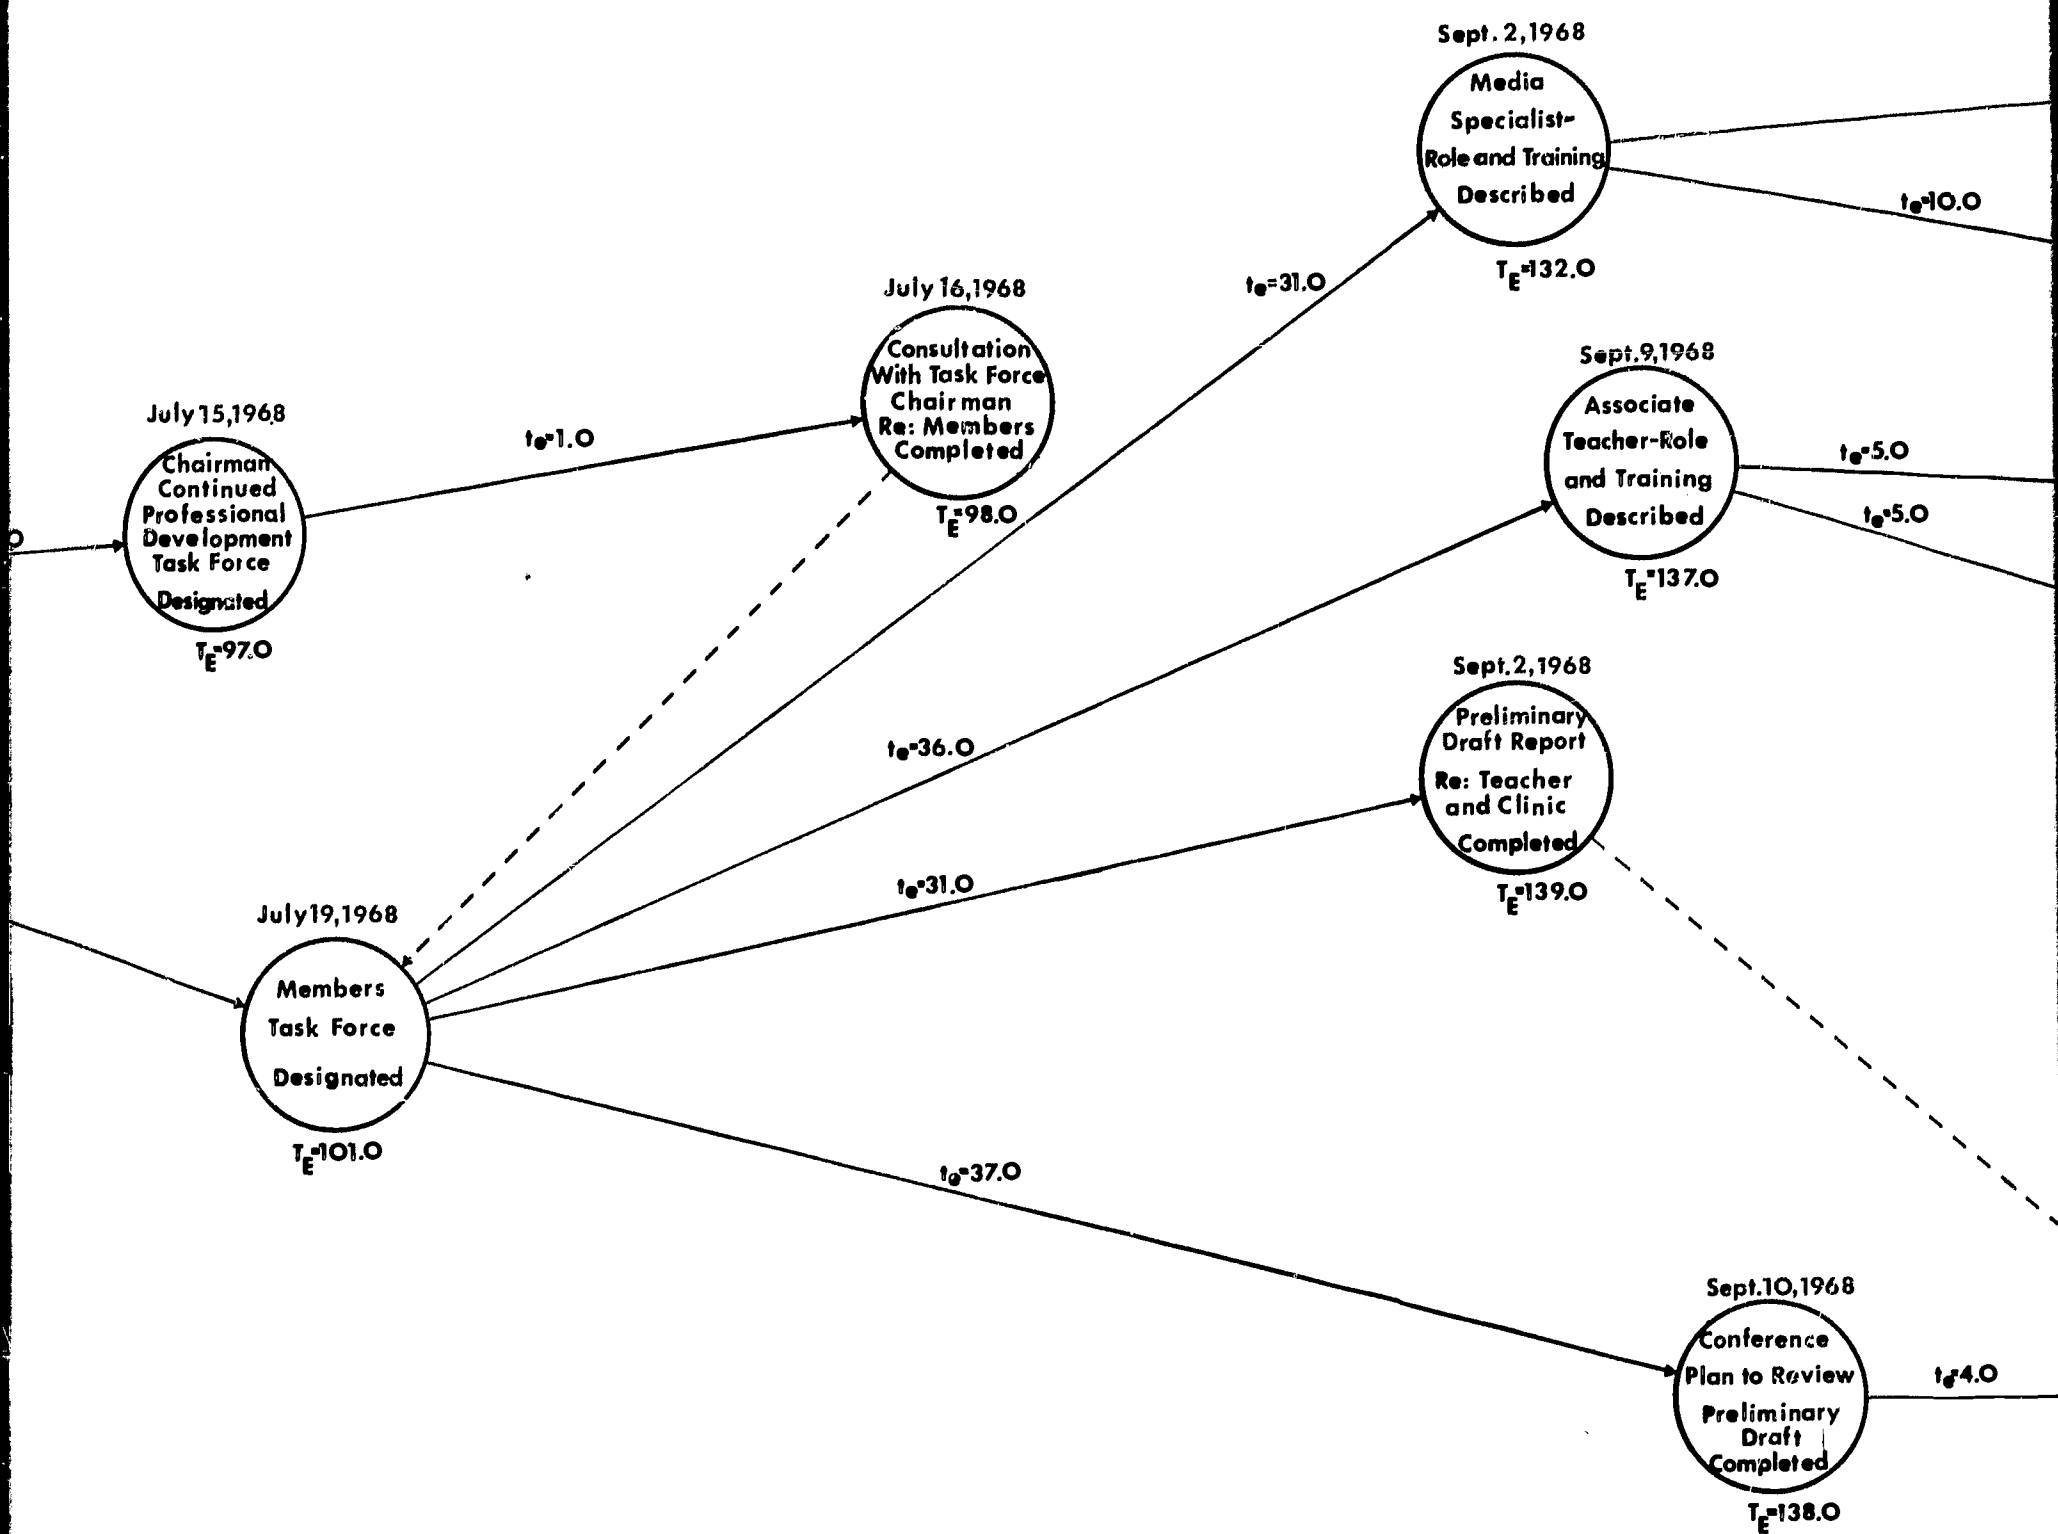 Sept. 2, 1968
Media
Specialist-
Role and Training
Described
T_E=132.0
t_e=10.0
t_e=31.0
July 16, 1968
Consultation
With Task Force
Chairman
Re: Members
Completed
T_E=98.0
Sept. 9, 1968
Associate
Teacher-Role
and Training
Described
T_E=137.0
t_e=5.0
t_e=5.0
July 15, 1968
Chairman
Continued
Professional
Development
Task Force
Designated
T_E=97.0
t_e=1.0
0
Sept. 2, 1968
Preliminary
Draft Report
Re: Teacher
and Clinic
Completed
T_E=139.0
t_e=36.0
t_e=31.0
July 19, 1968
Members
Task Force
Designated
T_E=101.0
t_e=37.0
Sept. 10, 1968
Conference
Plan to Review
Preliminary
Draft
Completed
T_E=138.0
t_e=4.0